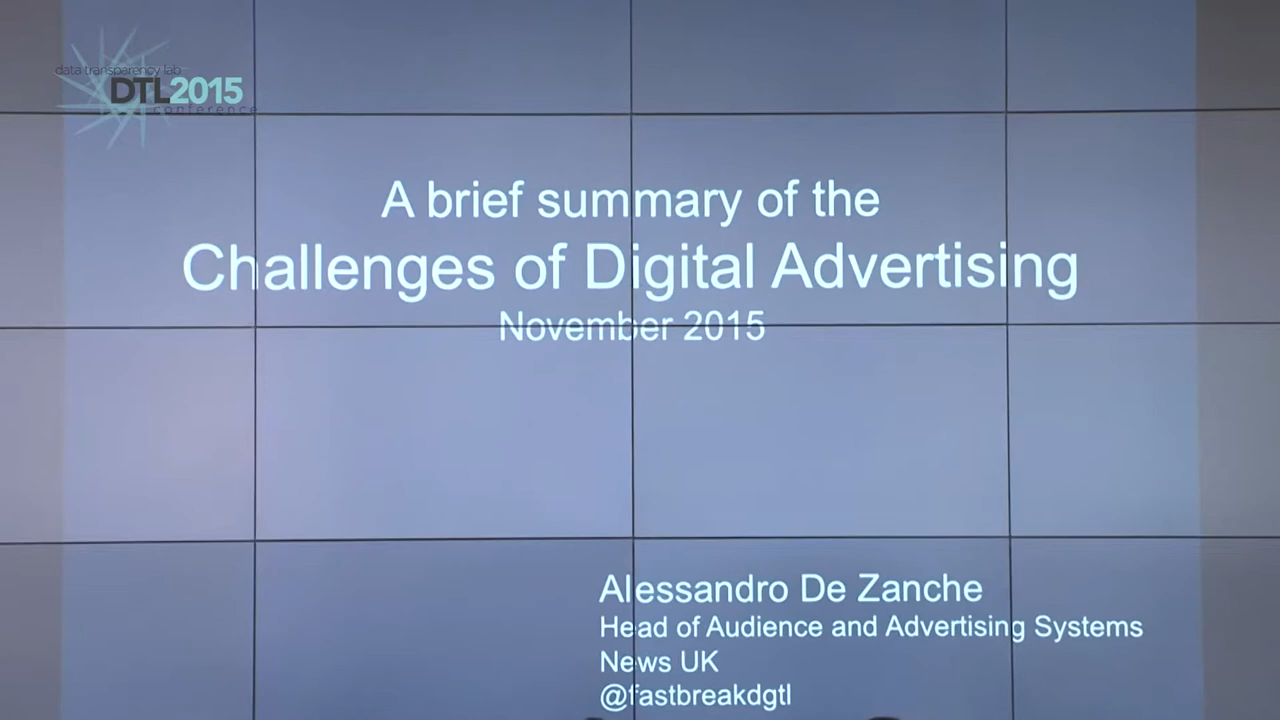 data transparency lab
DTL2015
conference
A brief summary of the
Challenges of Digital Advertising
November 2015
Alessandro De Zanche
Head of Audience and Advertising Systems
News UK
@fastbreakdgtl